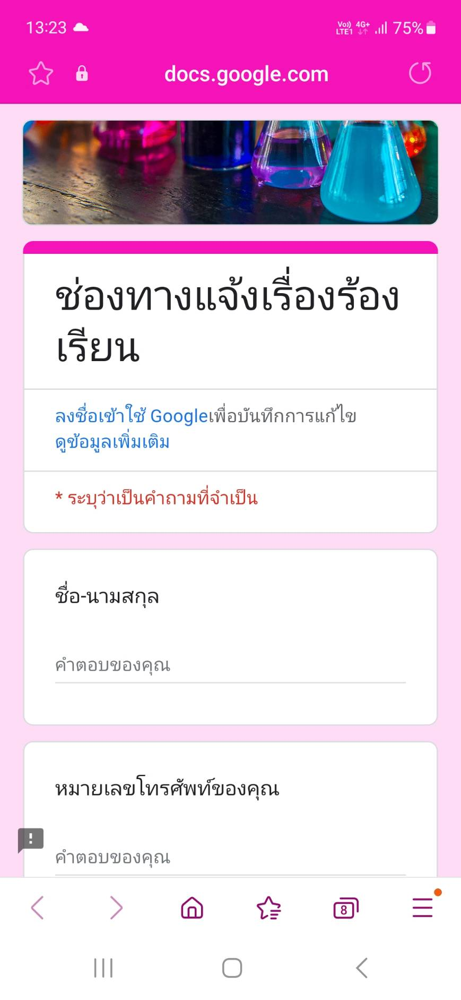 13:23
Vo)) 4G+ 75%
LTE1
docs.google.com
ช่องทางแจ้งเรื่องร้อง
เรียน
ลงชื่อเข้าใช้ Googleเพื่อบันทึกการแก้ไข
ดูข้อมูลเพิ่มเติม
* ระบุว่าเป็นคำถามที่จำเป็น
ชื่อ-นามสกุล
คำตอบของคุณ
หมายเลขโทรศัพท์ของคุณ
!
คำตอบของคุณ
8